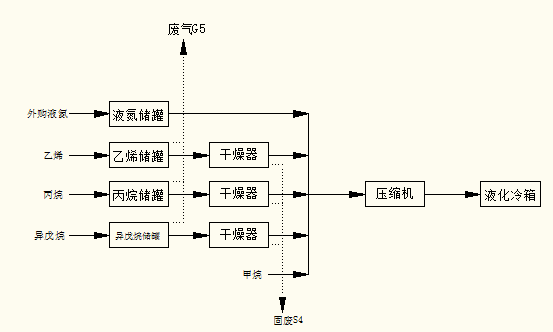 废气G5
外购液氮
液氮储罐
乙烯
乙烯储罐
干燥器
丙烷
丙烷储罐
干燥器
压缩机
液化冷箱
异戊烷
异戊烷储罐
干燥器
甲烷
固废S4